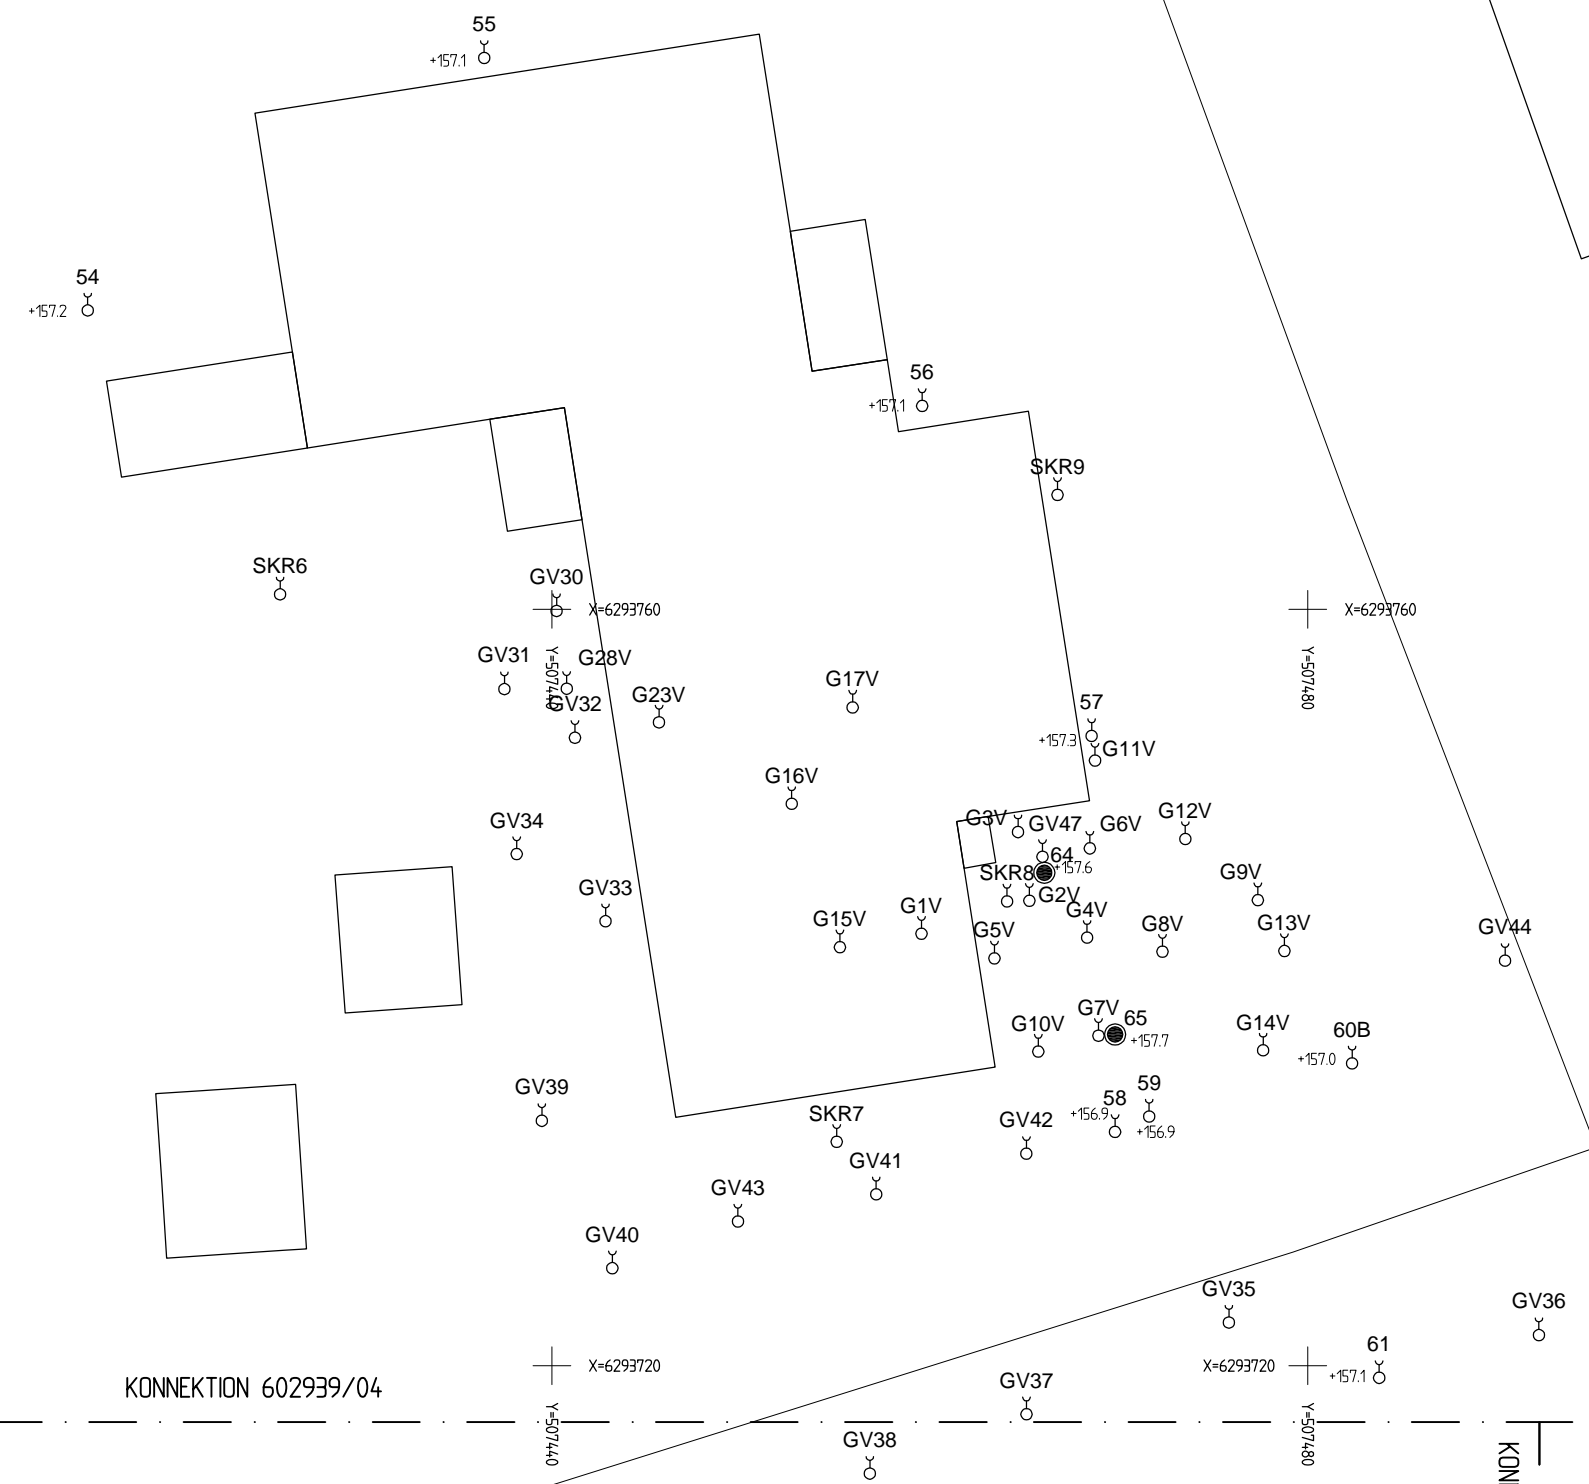 55
+157.1
54
+157.2
56
+157.1
SKR9
SKR6
GV30
X=6293760
X=6293760
Y=507440
Y=507480
GV31
G28V
GV32
G23V
G17V
57
+157.3
G11V
G16V
G3V
GV47
G6V
G12V
GV34
64
+157.6
SKR8
G2V
G9V
GV33
G15V
G1V
G5V
G4V
G8V
G13V
GV44
G10V
G7V
65
+157.7
G14V
60B
+157.0
GV39
SKR7
GV42
58
+156.9
59
+156.9
GV41
GV43
GV40
GV35
GV36
X=6293720
X=6293720
61
+157.1
KONNEKTION 602939/04
GV37
Y=507440
Y=507480
GV38
KON